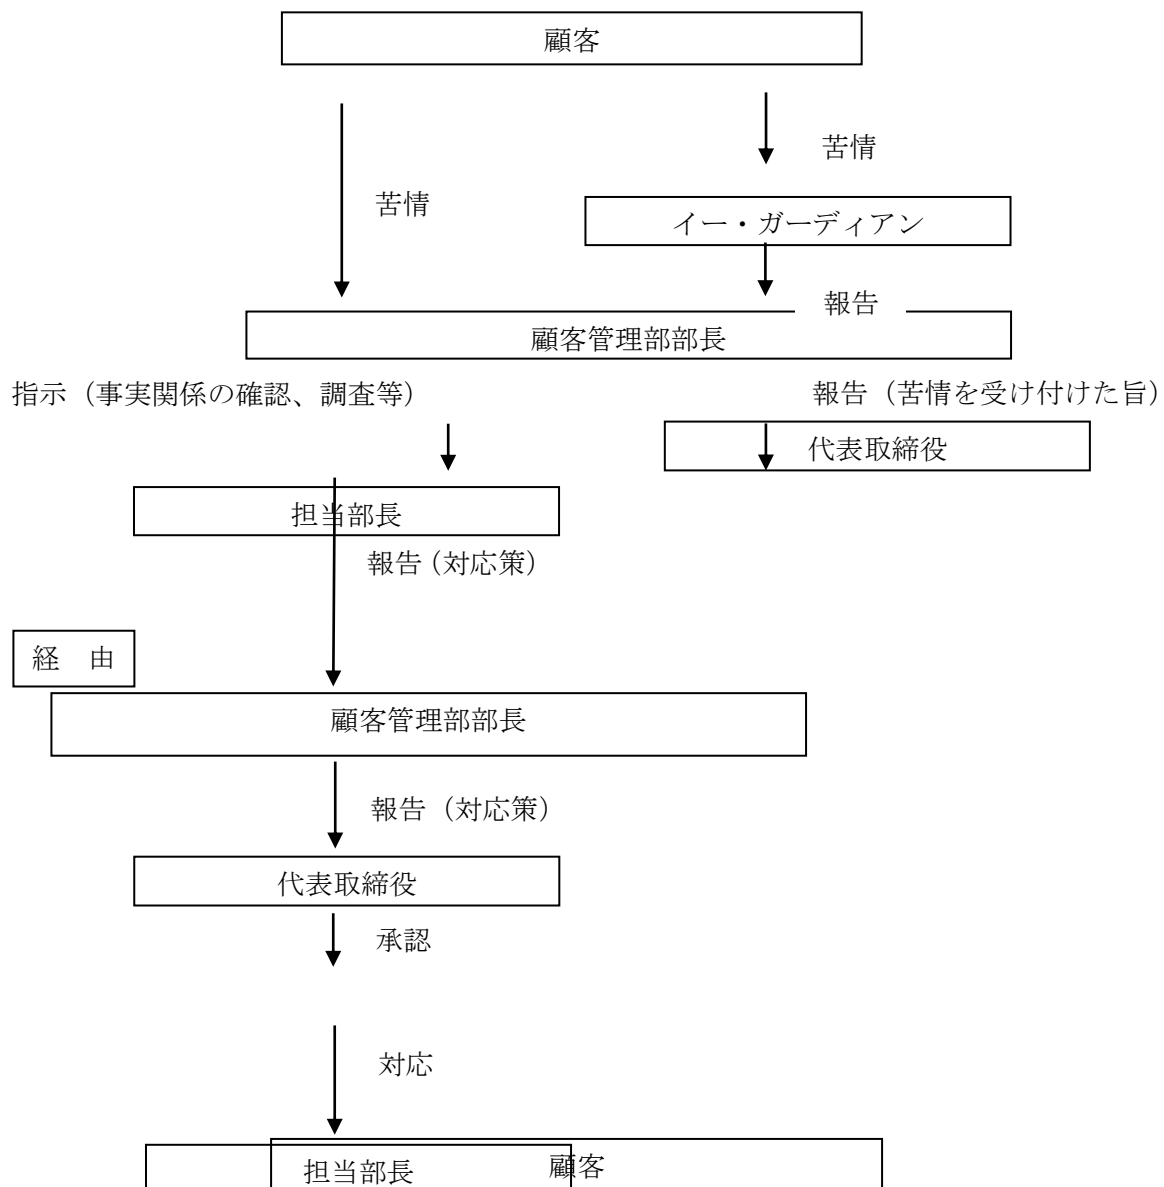 顧客
苦情
苦情
イー・ガーディアン
報告
顧客管理部部長
指示（事実関係の確認、調査等）
報告（苦情を受け付けた旨）
代表取締役
担当部長
報告（対応策）
経　由
顧客管理部部長
報告（対応策）
代表取締役
承認
対応
担当部長
顧客